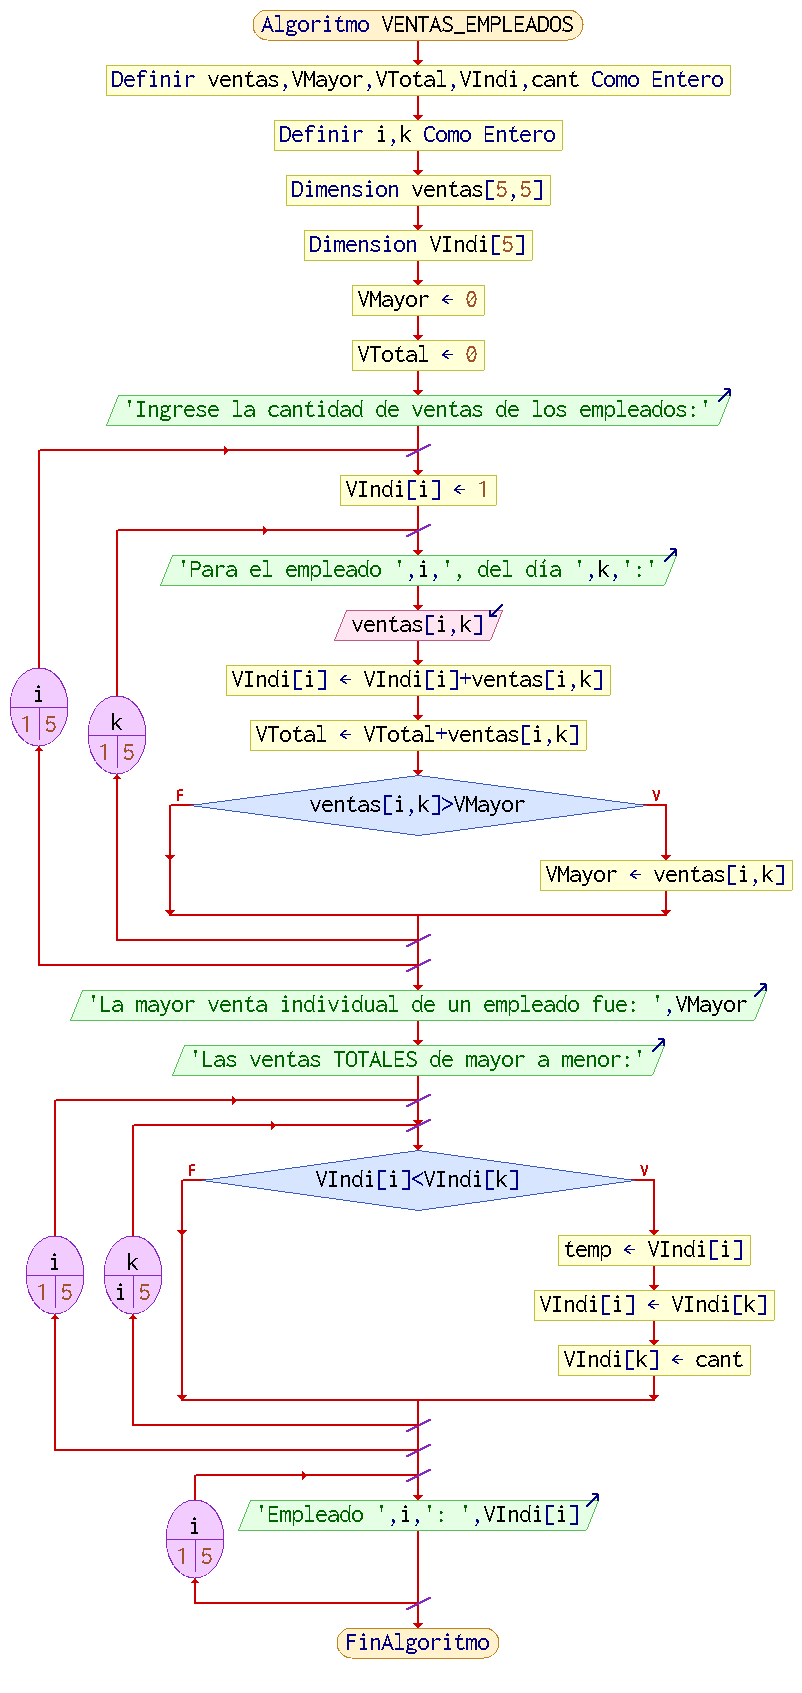 Algoritmo VENTAS_EMPLEADOS
Definir ventas,VMayor,VTotal,VIndi,cant Como Entero
Definir i,k Como Entero
Dimension ventas[5,5]
Dimension VIndi[5]
VMayor ← 0
VTotal ← 0
'Ingrese la cantidad de ventas de los empleados:'
VIndi[i] ← 1
'Para el empleado ',i,', del día ',k,':'
ventas[i,k]
VIndi[i] ← VIndi[i]+ventas[i,k]
i
1 5
k
1 5
VTotal ← VTotal+ventas[i,k]
F
ventas[i,k]>VMayor
V
VMayor ← ventas[i,k]
'La mayor venta individual de un empleado fue: ',VMayor
'Las ventas TOTALES de mayor a menor:'
F
VIndi[i]<VIndi[k]
V
i
1 5
k
i 5
temp ← VIndi[i]
VIndi[i] ← VIndi[k]
VIndi[k] ← cant
i
1 5
'Empleado ',i,': ',VIndi[i]
FinAlgoritmo